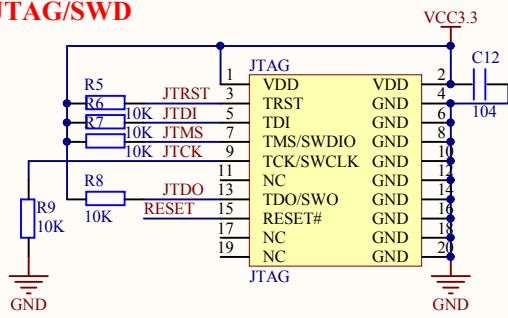 JTAG/SWD
VCC3.3
JTAG
C12
104
R5
R6
R7
10K
10K
10K
JTRST
JTDI
JTMS
JTCK
R8
10K
JTDO
RESET
R9
10K
1 VDD VDD 2
3 TRST GND 4
5 TDI GND 6
7 TMS/SWDIO GND 8
9 TCK/SWCLK GND 10
11 NC GND 12
13 TDO/SWO GND 14
15 RESET# GND 16
17 NC GND 18
19 NC GND 20
JTAG
GND
GND